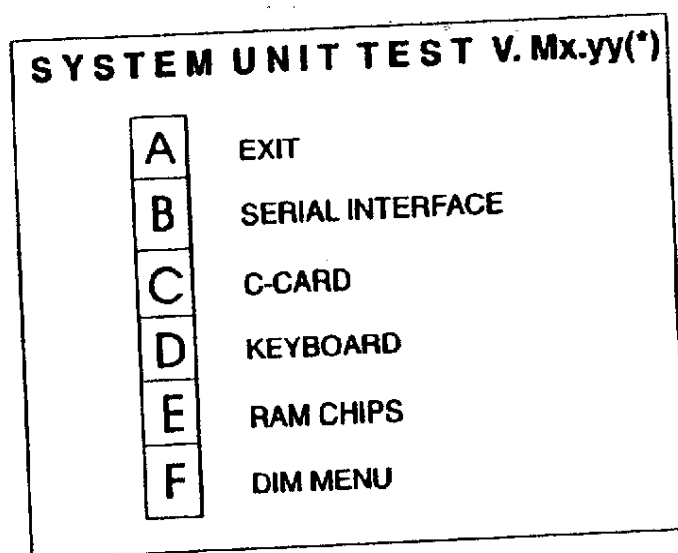 SYSTEM UNIT TEST V. Mx.yy(*)
A EXIT
B SERIAL INTERFACE
C C-CARD
D KEYBOARD
E RAM CHIPS
F DIM MENU